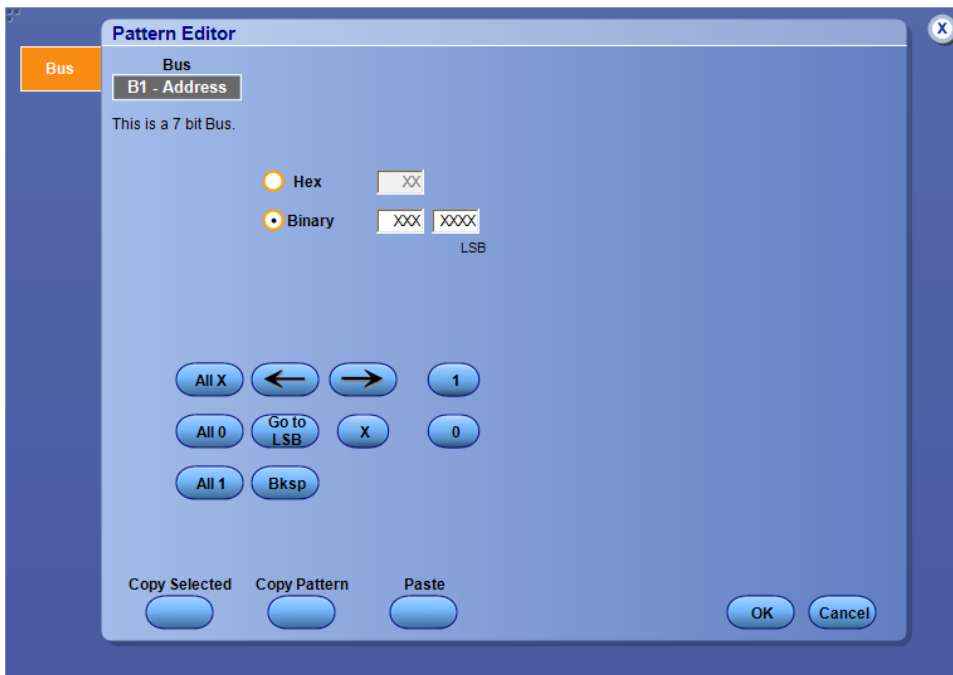 Pattern Editor
X
Bus
Bus
B1 - Address
This is a 7 bit Bus.
Hex XX
Binary XXX XXXX
LSB
All X 1
All 0 Go to LSB X 0
All 1 Bksp
Copy Selected Copy Pattern Paste
OK Cancel